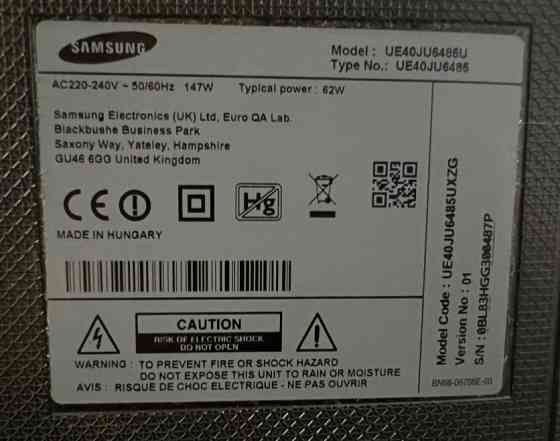 SAMSUNG
Model : UE40JU6485U
Type No.: UE40JU6485
AC220-240V ~ 50/60Hz 147W Typical power : 62W
Samsung Electronics (UK) Ltd, Euro QA Lab.
Blackbushe Business Park
Saxony Way, Yateley, Hampshire
GU46 6GG United Kingdom
CE
Hg
MADE IN HUNGARY
CAUTION
RISK OF ELECTRIC SHOCK
DO NOT OPEN
WARNING : TO PREVENT FIRE OR SHOCK HAZARD
DO NOT EXPOSE THIS UNIT TO RAIN OR MOISTURE
AVIS : RISQUE DE CHOC ELECTRIQUE - NE PAS OUVRIR
Model Code : UE40JU6485UXZG
Version No : 01
S/N : 0BL83HGG300487P